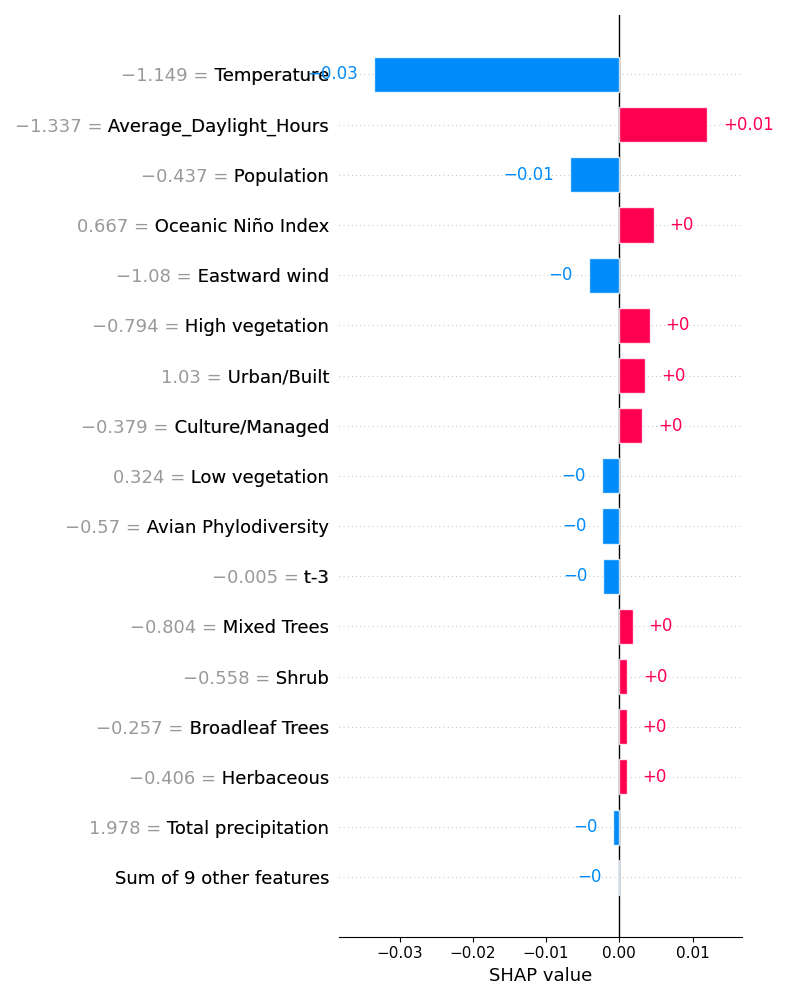 −1.149 = Temperature −0.03
−1.337 = Average_Daylight_Hours +0.01
−0.437 = Population −0.01
0.667 = Oceanic Niño Index +0
−1.08 = Eastward wind −0
−0.794 = High vegetation +0
1.03 = Urban/Built +0
−0.379 = Culture/Managed +0
0.324 = Low vegetation −0
−0.57 = Avian Phylodiversity −0
−0.005 = t-3 −0
−0.804 = Mixed Trees +0
−0.558 = Shrub +0
−0.257 = Broadleaf Trees +0
−0.406 = Herbaceous +0
1.978 = Total precipitation −0
Sum of 9 other features −0
−0.03 −0.02 −0.01 0.00 0.01
SHAP value